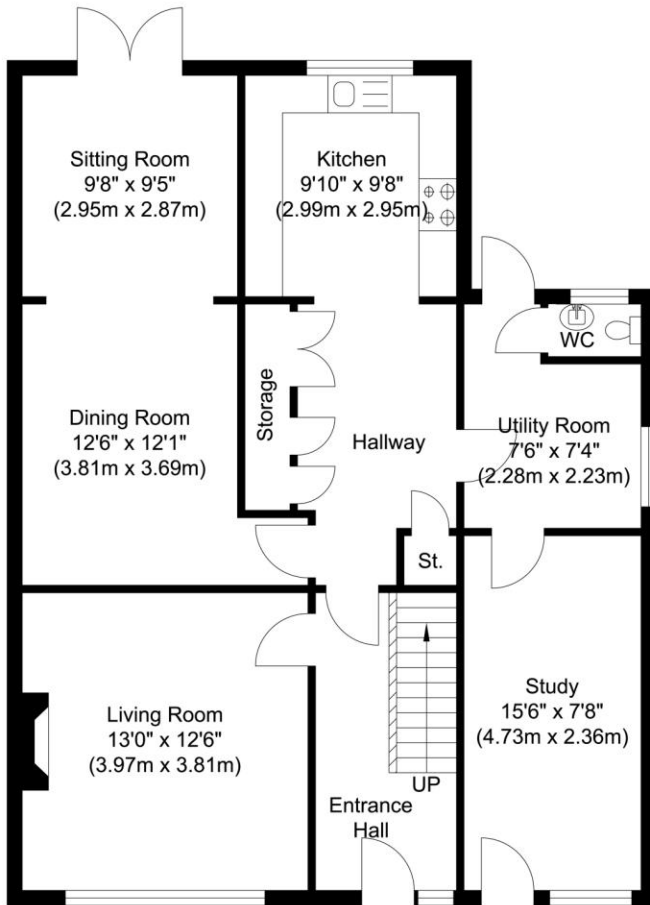 Sitting Room
9'8" x 9'5"
(2.95m x 2.87m)
Kitchen
9'10" x 9'8"
(2.99m x 2.95m)
WC
Storage
Dining Room
12'6" x 12'1"
(3.81m x 3.69m)
Hallway
Utility Room
7'6" x 7'4"
(2.28m x 2.23m)
St.
Living Room
13'0" x 12'6"
(3.97m x 3.81m)
Study
15'6" x 7'8"
(4.73m x 2.36m)
UP
Entrance
Hall